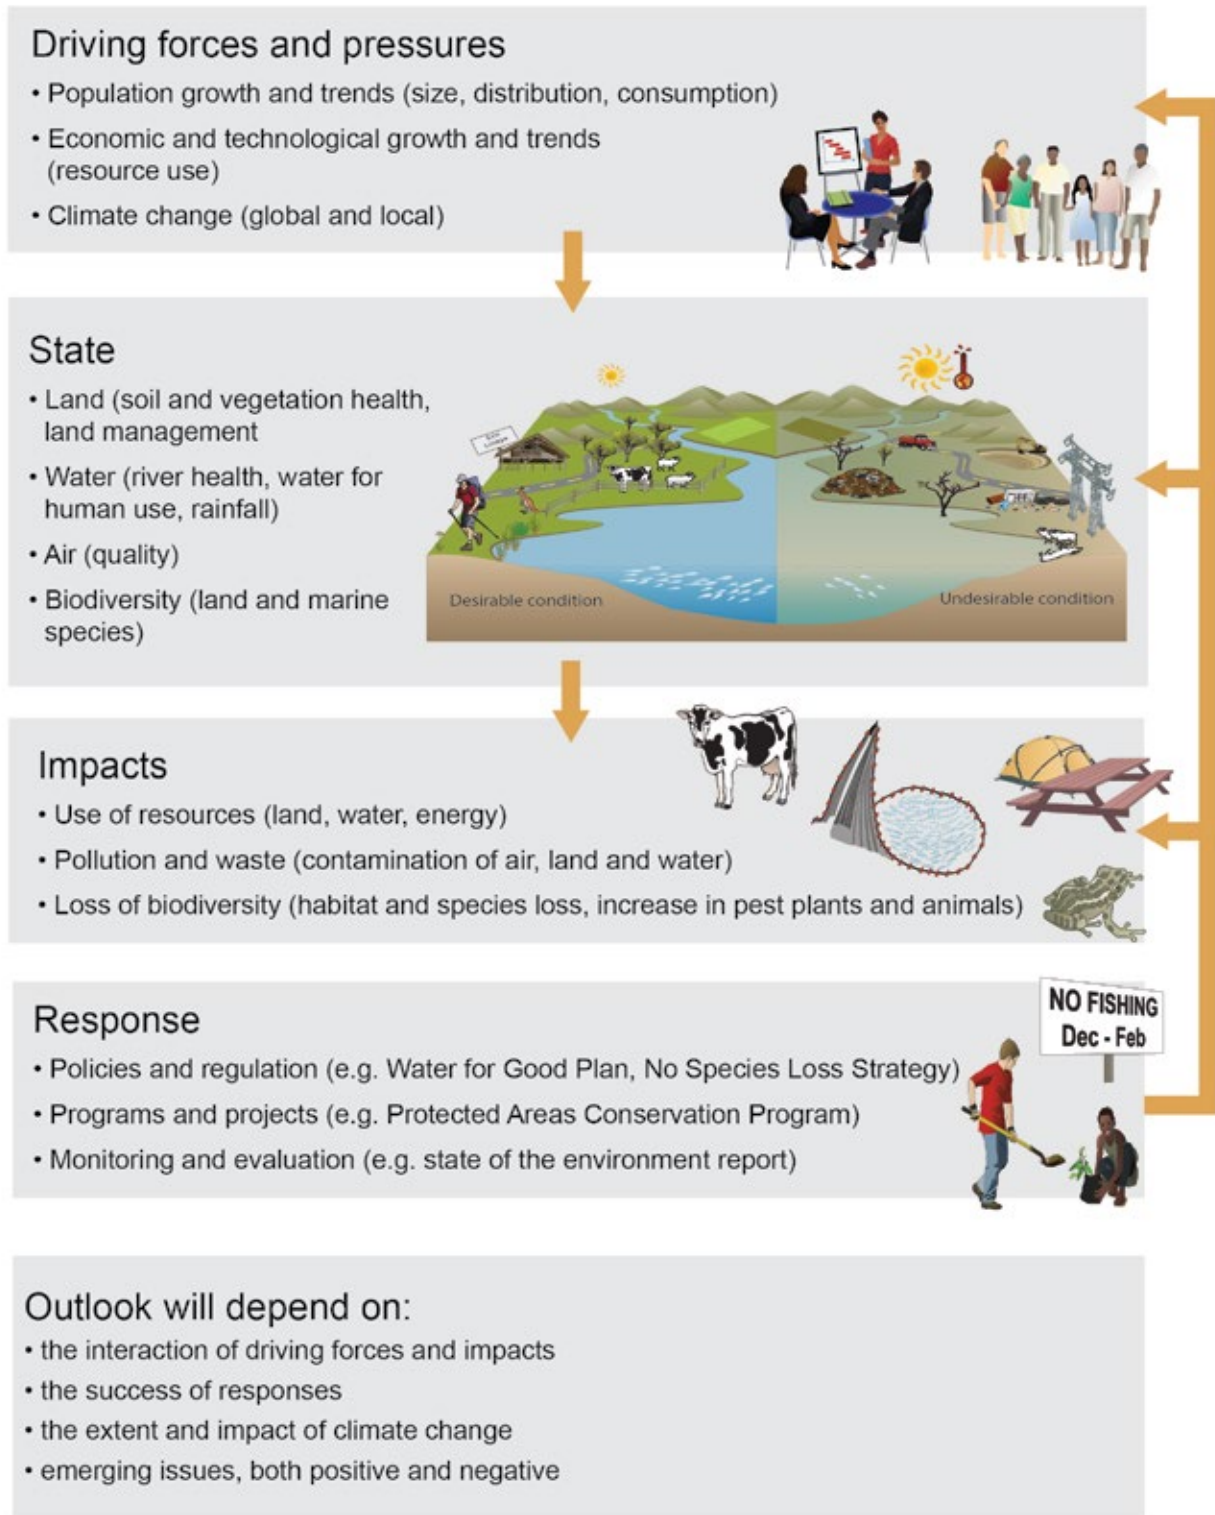 Driving forces and pressures
• Population growth and trends (size, distribution, consumption)
• Economic and technological growth and trends
(resource use)
• Climate change (global and local)
State
• Land (soil and vegetation health,
land management
• Water (river health, water for
human use, rainfall)
• Air (quality)
• Biodiversity (land and marine
species)
Desirable condition
Undesirable condition
Impacts
• Use of resources (land, water, energy)
• Pollution and waste (contamination of air, land and water)
• Loss of biodiversity (habitat and species loss, increase in pest plants and animals)
Response
• Policies and regulation (e.g. Water for Good Plan, No Species Loss Strategy)
• Programs and projects (e.g. Protected Areas Conservation Program)
• Monitoring and evaluation (e.g. state of the environment report)
NO FISHING
Dec - Feb
Outlook will depend on:
• the interaction of driving forces and impacts
• the success of responses
• the extent and impact of climate change
• emerging issues, both positive and negative